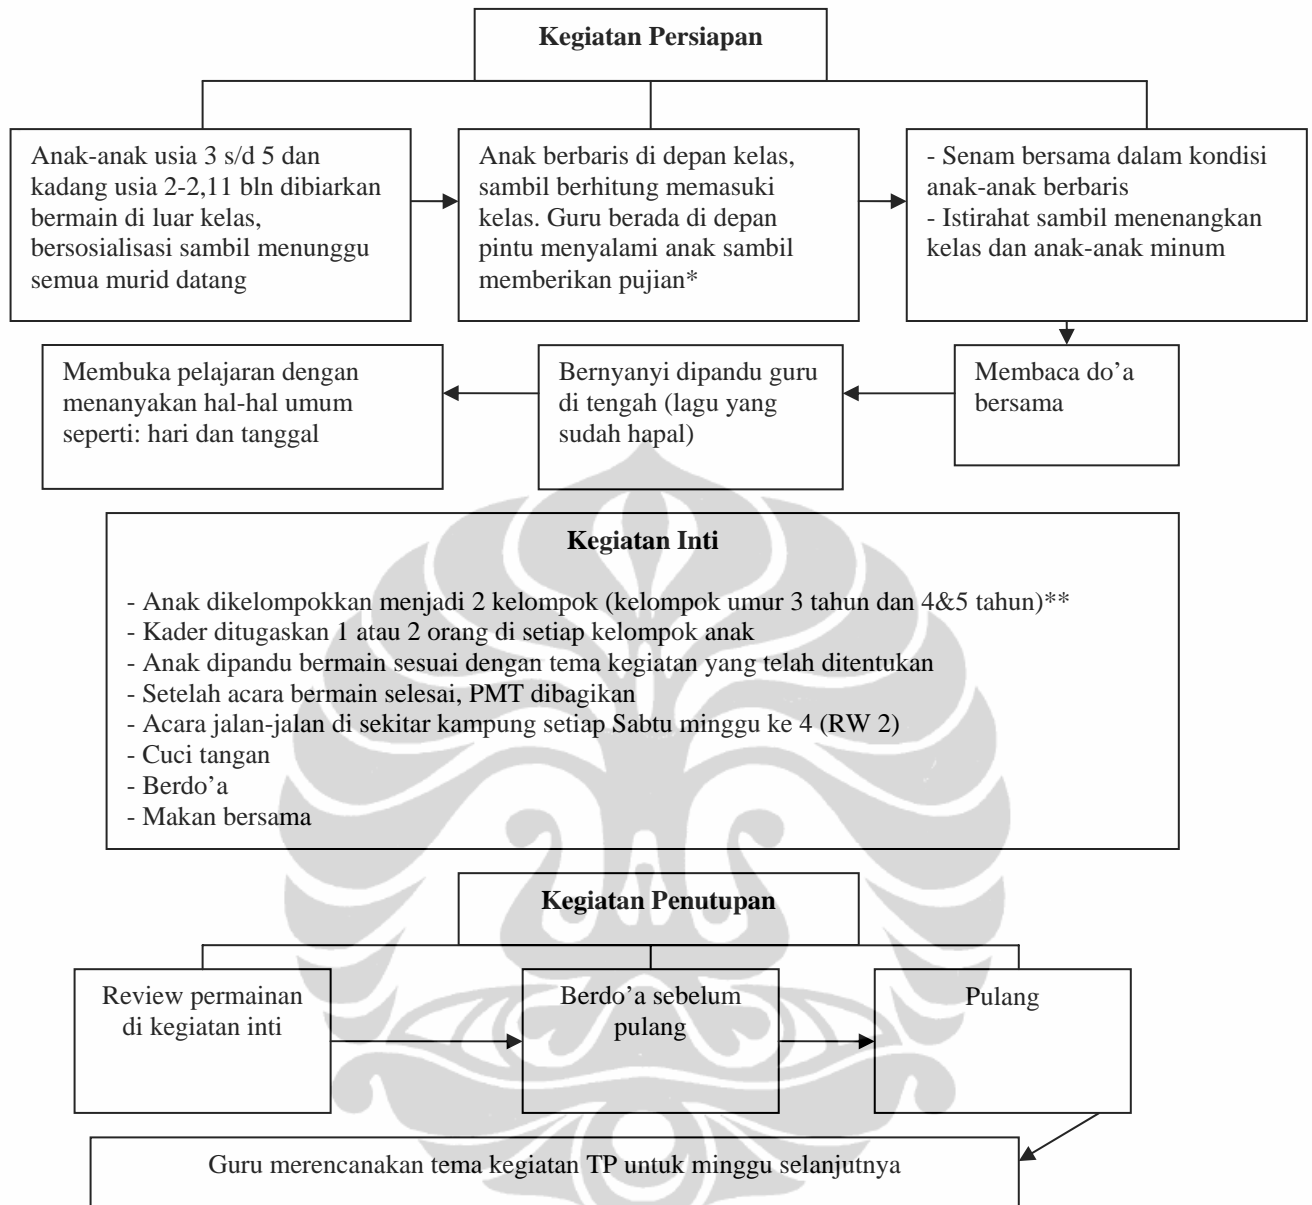 Kegiatan Persiapan
Anak-anak usia 3 s/d 5 dan
kadang usia 2-2,11 bln dibiarkan
bermain di luar kelas,
bersosialisasi sambil menunggu
semua murid datang
Anak berbaris di depan kelas,
sambil berhitung memasuki
kelas. Guru berada di depan
pintu menyalami anak sambil
memberikan pujian*
- Senam bersama dalam kondisi
anak-anak berbaris
- Istirahat sambil menenangkan
kelas dan anak-anak minum
Membaca do’a
bersama
Bernyanyi dipandu guru
di tengah (lagu yang
sudah hapal)
Membuka pelajaran dengan
menanyakan hal-hal umum
seperti: hari dan tanggal
Kegiatan Inti
- Anak dikelompokkan menjadi 2 kelompok (kelompok umur 3 tahun dan 4&5 tahun)**
- Kader ditugaskan 1 atau 2 orang di setiap kelompok anak
- Anak dipandu bermain sesuai dengan tema kegiatan yang telah ditentukan
- Setelah acara bermain selesai, PMT dibagikan
- Acara jalan-jalan di sekitar kampung setiap Sabtu minggu ke 4 (RW 2)
- Cuci tangan
- Berdo’a
- Makan bersama
Kegiatan Penutupan
Review permainan
di kegiatan inti
Berdo’a sebelum
pulang
Pulang
Guru merencanakan tema kegiatan TP untuk minggu selanjutnya